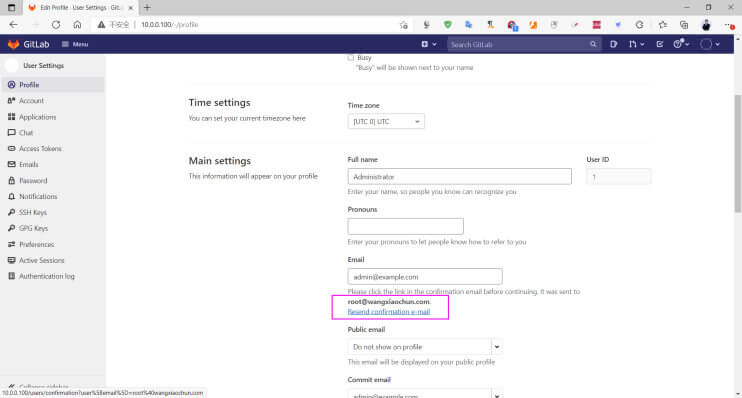 Edit Profile · User Settings · GitL
不安全 | 10.0.0.100/-/profile
GitLab
Menu
Search GitLab
User Settings
Profile
Account
Applications
Chat
Access Tokens
Emails
Password
Notifications
SSH Keys
GPG Keys
Preferences
Active Sessions
Authentication log
Collapse sidebar
Busy
"Busy" will be shown next to your name
Time settings
You can set your current timezone here
Time zone
[UTC 0] UTC
Main settings
This information will appear on your profile
Full name
Administrator
Enter your name, so people you know can recognize you
User ID
1
Pronouns
Enter your pronouns to let people know how to refer to you
Email
admin@example.com
Please click the link in the confirmation email before continuing. It was sent to
root@wangxiaochun.com.
Resend confirmation e-mail
Public email
Do not show on profile
This email will be displayed on your public profile
Commit email
admin@example.com
10.0.0.100/users/confirmation?user%5Bemail%5D=root%40wangxiaochun.com